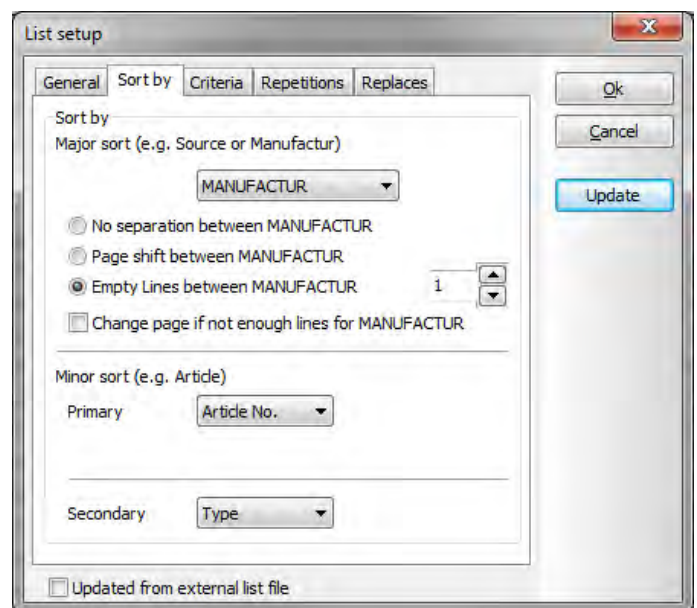 List setup
General Sort by Criteria Repetitions Replaces
Ok
Cancel
Update
Sort by
Major sort (e.g. Source or Manufactur)
MANUFACTUR
No separation between MANUFACTUR
Page shift between MANUFACTUR
Empty Lines between MANUFACTUR 1
Change page if not enough lines for MANUFACTUR
Minor sort (e.g. Article)
Primary Article No.
Secondary Type
Updated from external list file